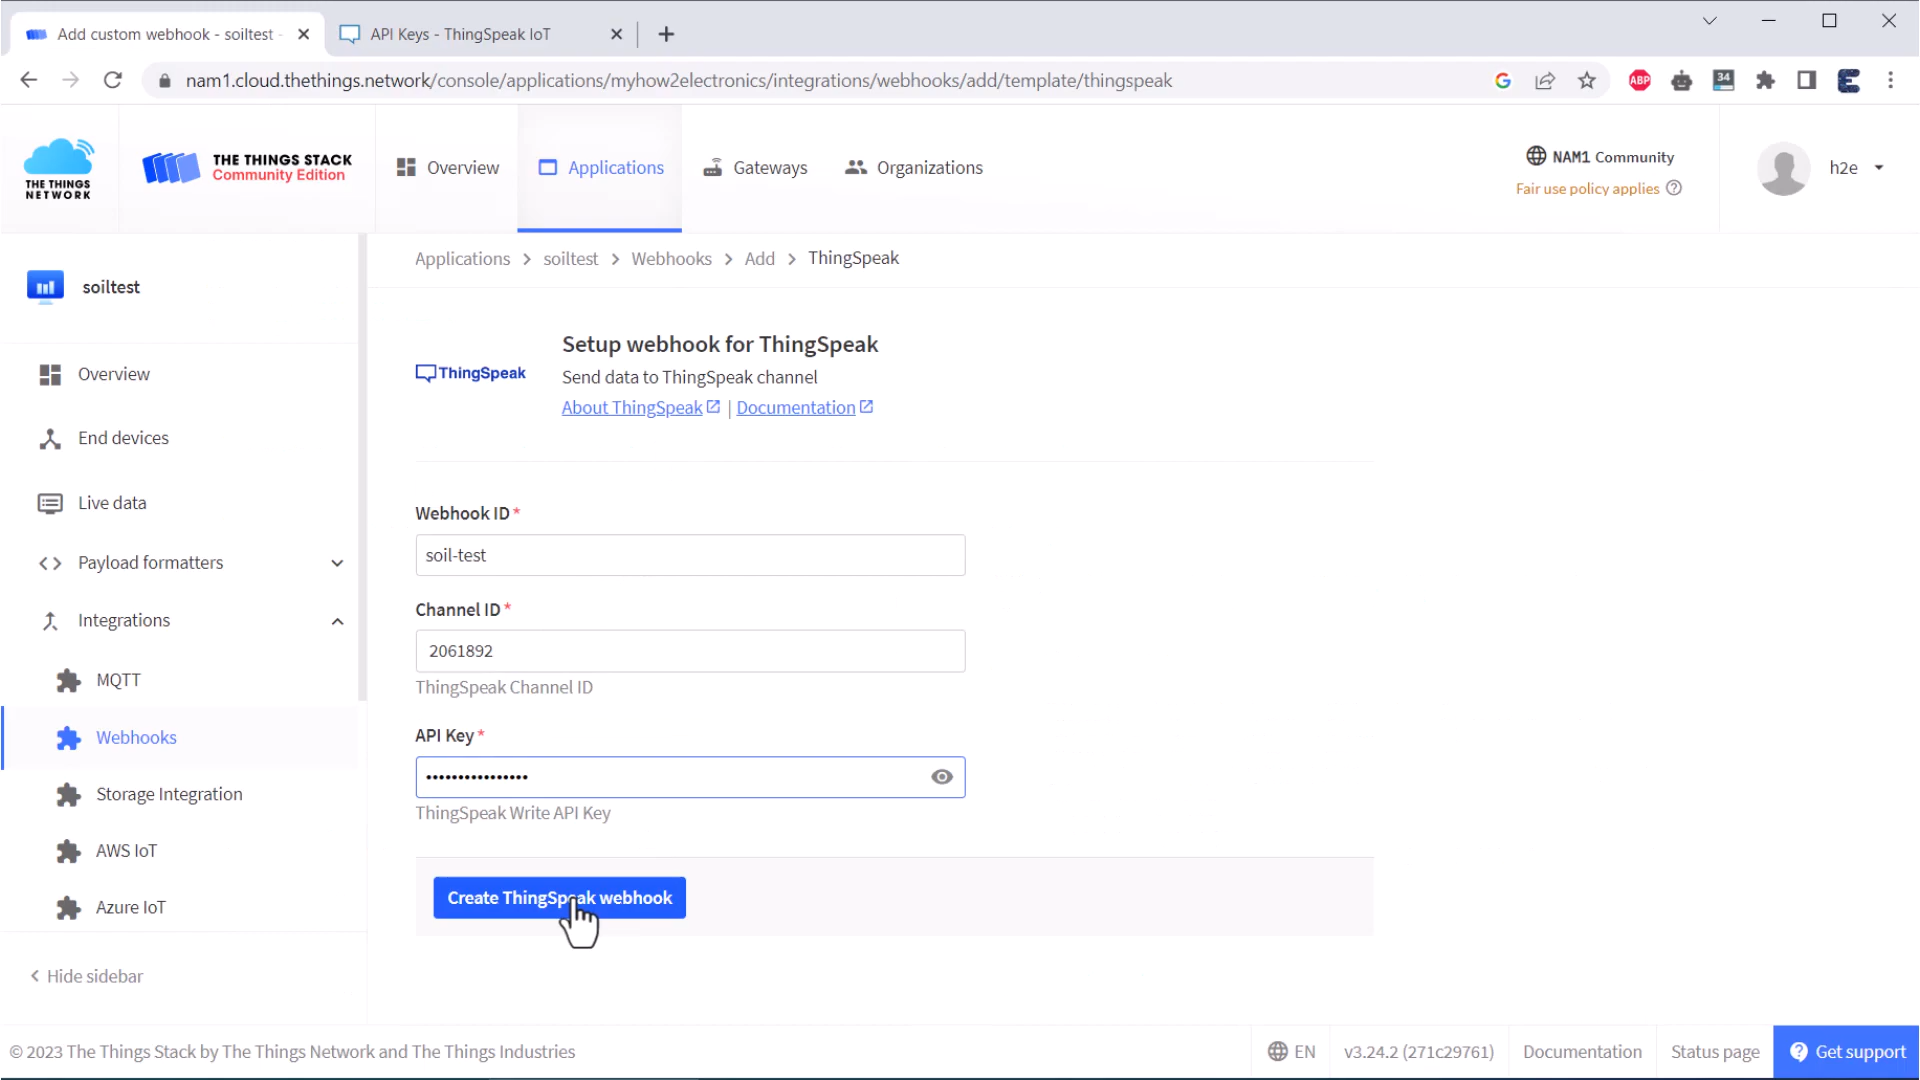 Add custom webhook - soiltest -
API Keys - ThingSpeak IoT
nam1.cloud.thethings.network/console/applications/myhow2electronics/integrations/webhooks/add/template/thingspeak
ABP
34
THE THINGS NETWORK
THE THINGS STACK
Community Edition
Overview
Applications
Gateways
Organizations
NAM1 Community
Fair use policy applies
h2e
soiltest
Overview
End devices
Live data
Payload formatters
Integrations
MQTT
Webhooks
Storage Integration
AWS IoT
Azure IoT
Hide sidebar
Applications > soiltest > Webhooks > Add > ThingSpeak
ThingSpeak
Setup webhook for ThingSpeak
Send data to ThingSpeak channel
About ThingSpeak | Documentation
Webhook ID*
soil-test
Channel ID*
2061892
ThingSpeak Channel ID
API Key*
••••••••••••••••
ThingSpeak Write API Key
Create ThingSpeak webhook
© 2023 The Things Stack by The Things Network and The Things Industries
EN
v3.24.2 (271c29761)
Documentation
Status page
Get support